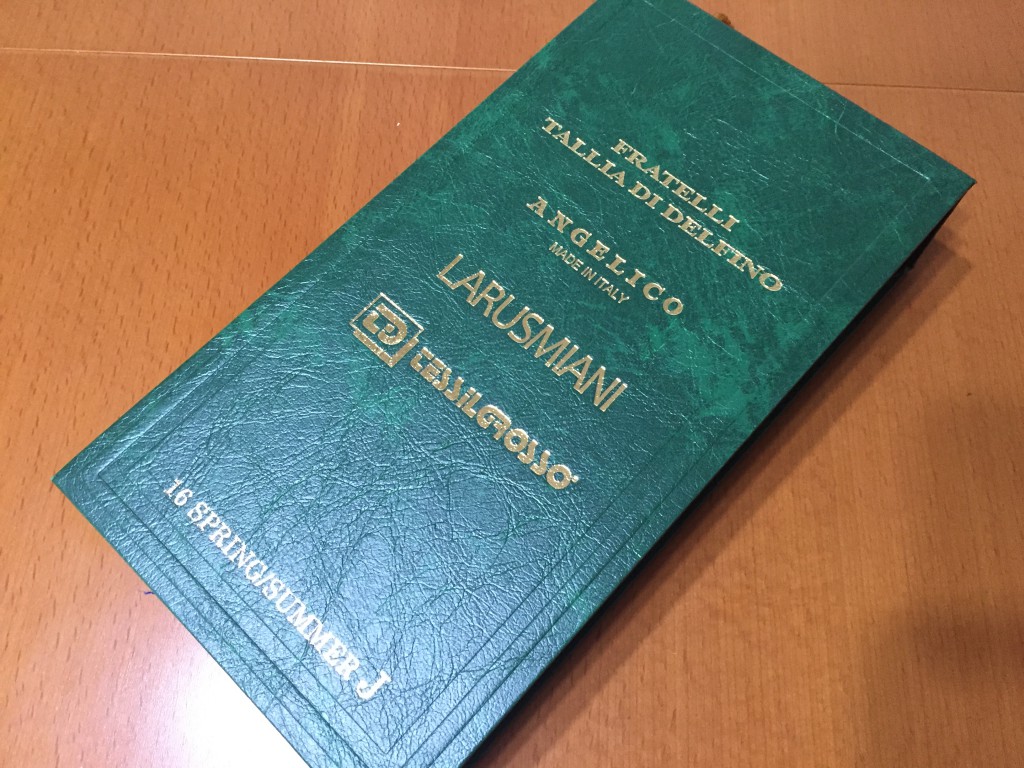 FRATELLI
TALLIA DI DELFINO
ANGELICO
MADE IN ITALY
LARUSMIANI
TESSILGROSSO
16 SPRING/SUMMER J